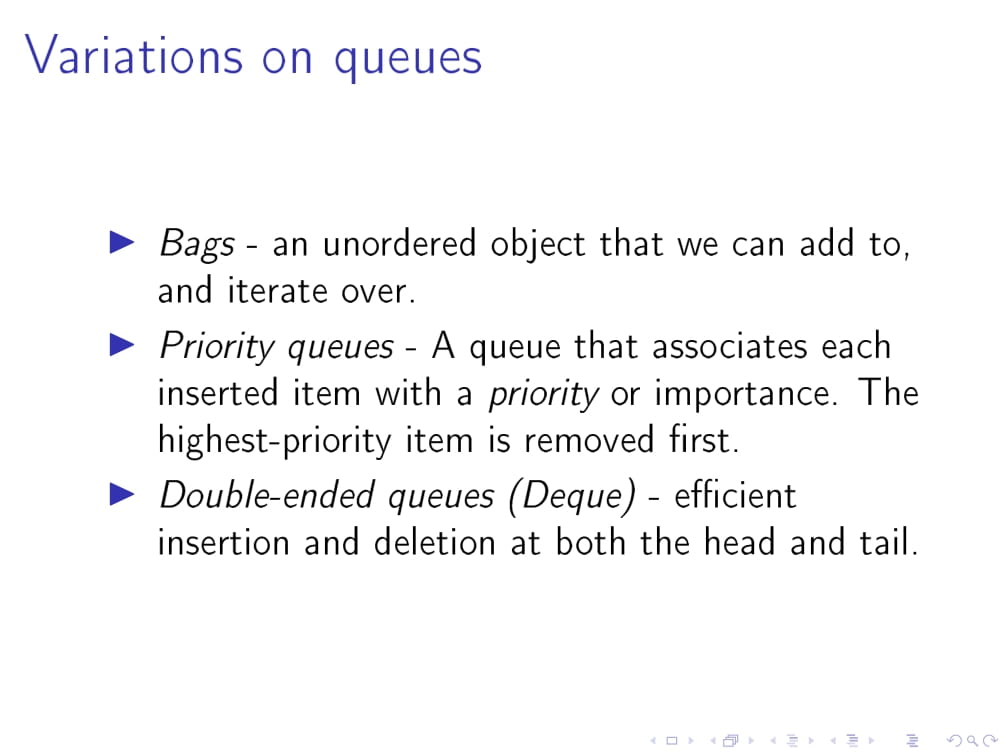 Variations on queues
Bags - an unordered object that we can add to,
and iterate over.
Priority queues - A queue that associates each
inserted item with a priority or importance. The
highest-priority item is removed first.
Double-ended queues (Deque) - efficient
insertion and deletion at both the head and tail.